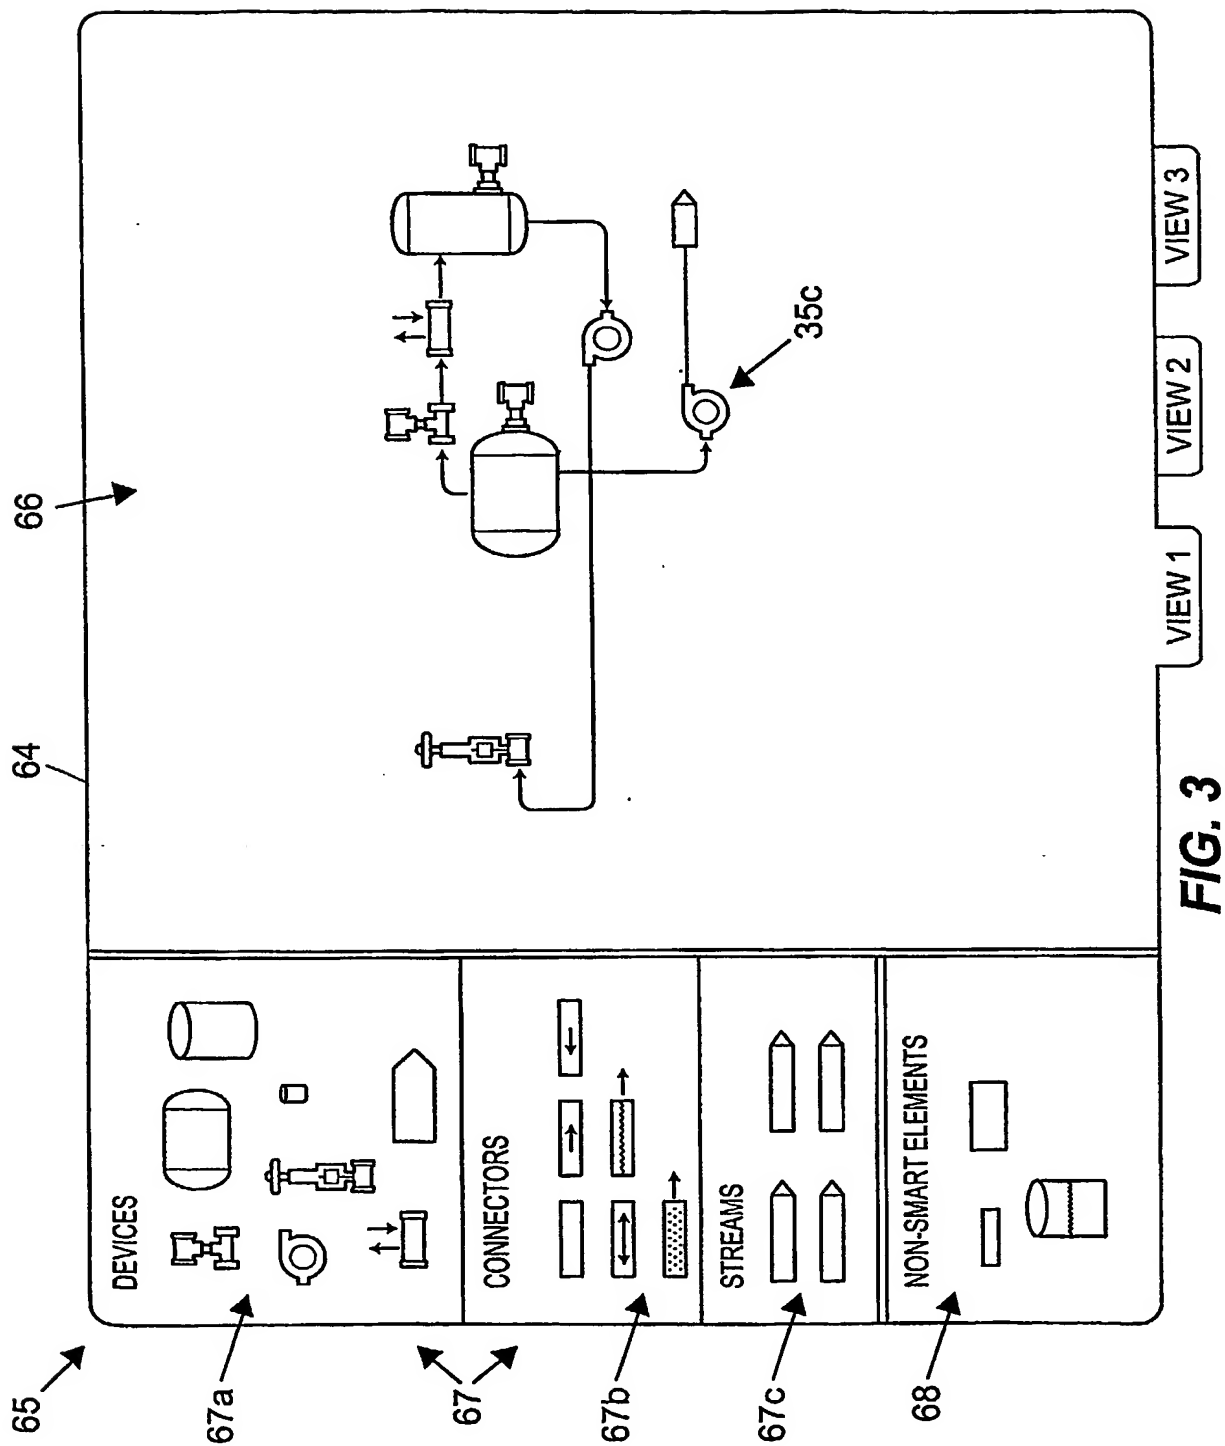 65
64
66
67a
DEVICES
67
67b
CONNECTORS
67c
STREAMS
68
NON-SMART ELEMENTS
35c
VIEW 1
VIEW 2
VIEW 3
FIG. 3